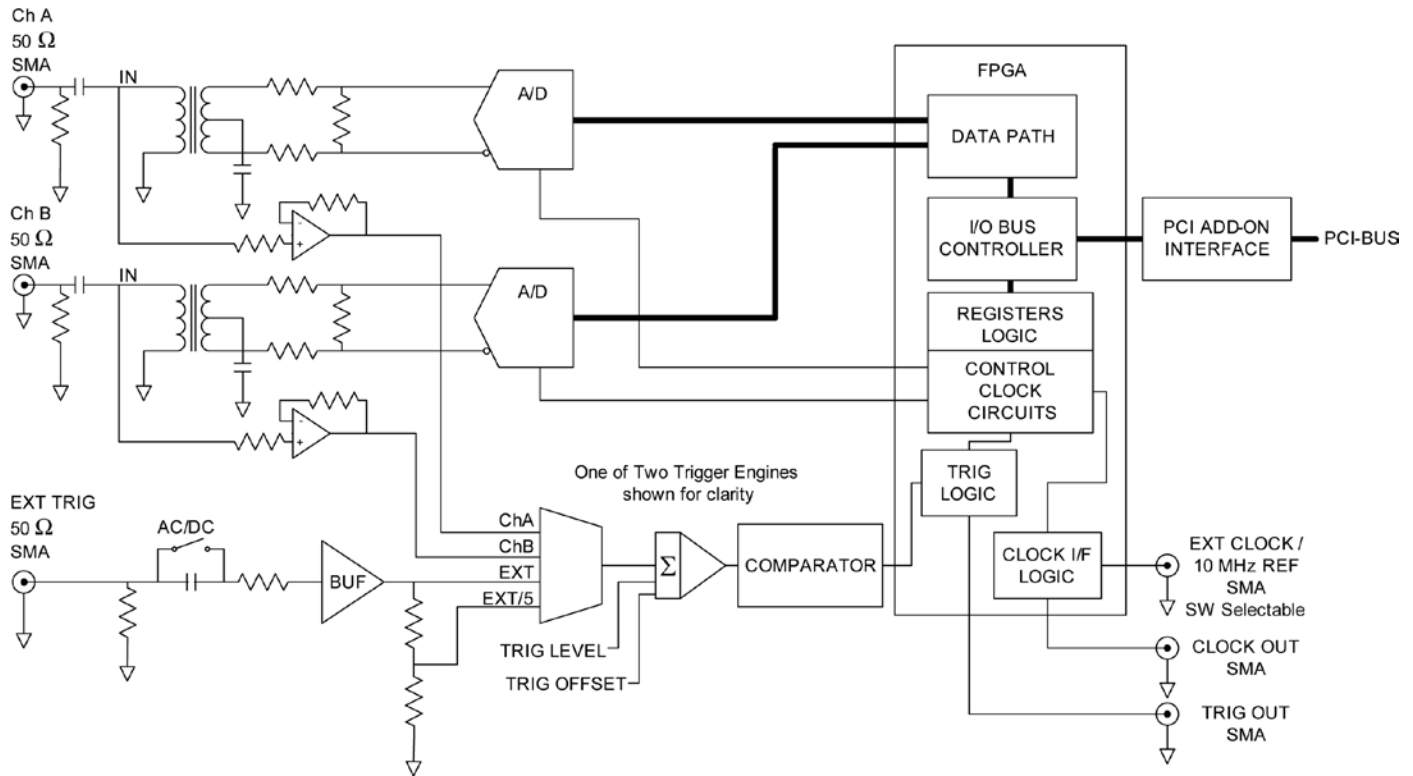 Ch A
50 Ω
SMA
IN
A/D
FPGA
DATA PATH
Ch B
50 Ω
SMA
IN
-
+
A/D
I/O BUS
CONTROLLER
PCI ADD-ON
INTERFACE
PCI-BUS
REGISTERS
LOGIC
CONTROL
CLOCK
CIRCUITS
-
+
One of Two Trigger Engines
shown for clarity
TRIG
LOGIC
EXT TRIG
50 Ω
SMA
AC/DC
BUF
ChA
ChB
EXT
EXT/5
Σ
COMPARATOR
TRIG LEVEL
TRIG OFFSET
CLOCK I/F
LOGIC
EXT CLOCK /
10 MHz REF
SMA
SW Selectable
CLOCK OUT
SMA
TRIG OUT
SMA